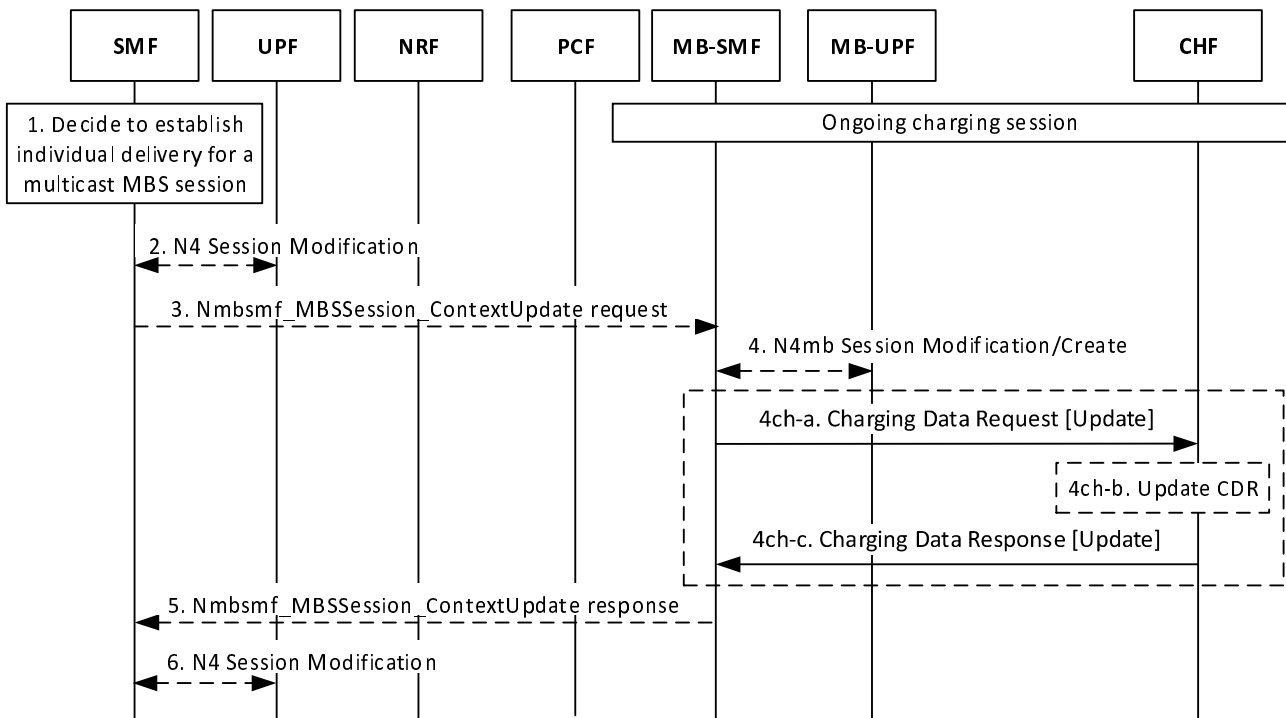 SMF
UPF
NRF
PCF
MB-SMF
MB-UPF
CHF
1. Decide to establish
individual delivery for a
multicast MBS session
Ongoing charging session
2. N4 Session Modification
3. Nmbsmf_MBSSession_ContextUpdate request
4. N4mb Session Modification/Create
4ch-a. Charging Data Request [Update]
4ch-b. Update CDR
4ch-c. Charging Data Response [Update]
5. Nmbsmf_MBSSession_ContextUpdate response
6. N4 Session Modification